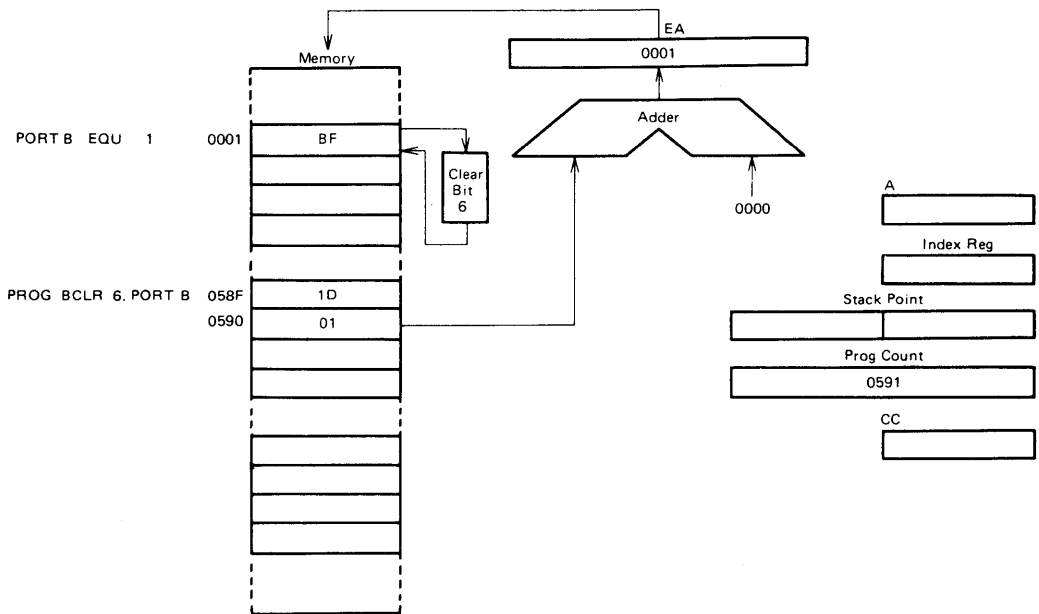 EA
0001
Memory
Adder
PORT B EQU 1 0001 BF
Clear
Bit
6
0000
A
Index Reg
PROG BCLR 6. PORT B 058F 1D
Stack Point
0590 01
Prog Count
0591
CC